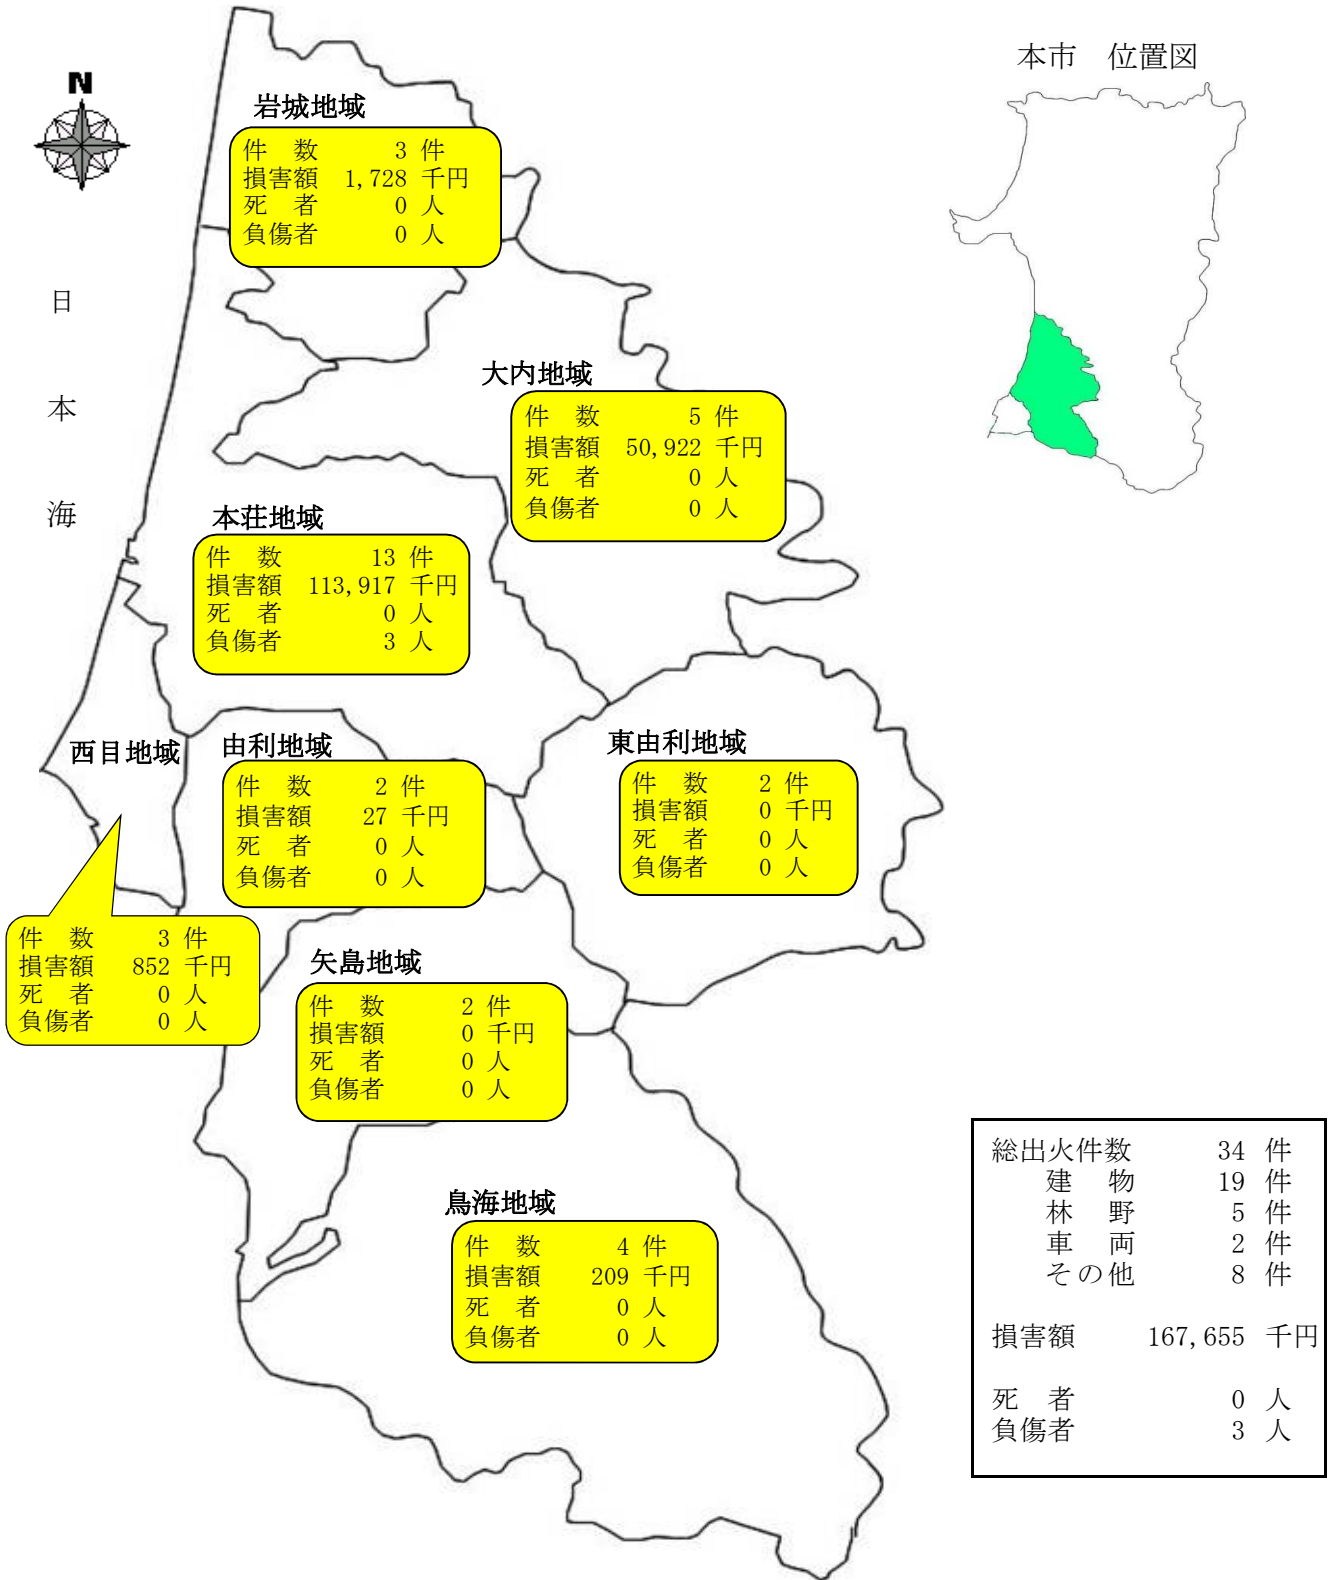 本市　位置図
N
日
本
海
岩城地域
件　数　3 件
損害額　1,728 千円
死　者　0 人
負傷者　0 人
大内地域
件　数　5 件
損害額　50,922 千円
死　者　0 人
負傷者　0 人
本荘地域
件　数　13 件
損害額　113,917 千円
死　者　0 人
負傷者　3 人
西目地域
件　数　3 件
損害額　852 千円
死　者　0 人
負傷者　0 人
由利地域
件　数　2 件
損害額　27 千円
死　者　0 人
負傷者　0 人
東由利地域
件　数　2 件
損害額　0 千円
死　者　0 人
負傷者　0 人
矢島地域
件　数　2 件
損害額　0 千円
死　者　0 人
負傷者　0 人
鳥海地域
件　数　4 件
損害額　209 千円
死　者　0 人
負傷者　0 人
総出火件数　34 件
建　物　19 件
林　野　5 件
車　両　2 件
その他　8 件
損害額　167,655 千円
死　者　0 人
負傷者　3 人